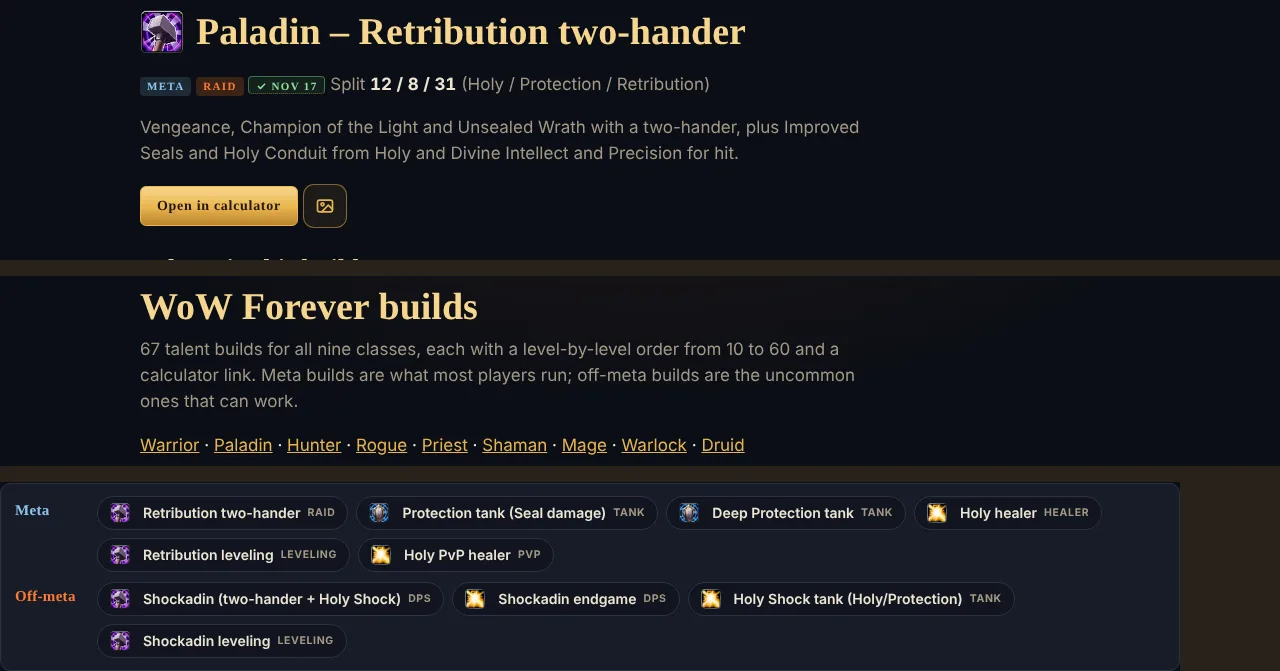 Paladin – Retribution two-hander
META RAID ✓ NOV 17 Split 12 / 8 / 31 (Holy / Protection / Retribution)
Vengeance, Champion of the Light and Unsealed Wrath with a two-hander, plus Improved
Seals and Holy Conduit from Holy and Divine Intellect and Precision for hit.
Open in calculator
WoW Forever builds
67 talent builds for all nine classes, each with a level-by-level order from 10 to 60 and a
calculator link. Meta builds are what most players run; off-meta builds are the uncommon
ones that can work.
Warrior · Paladin · Hunter · Rogue · Priest · Shaman · Mage · Warlock · Druid
Meta Retribution two-hander RAID Protection tank (Seal damage) TANK Deep Protection tank TANK Holy healer HEALER
Retribution leveling LEVELING Holy PvP healer PVP
Off-meta Shockadin (two-hander + Holy Shock) DPS Shockadin endgame DPS Holy Shock tank (Holy/Protection) TANK
Shockadin leveling LEVELING